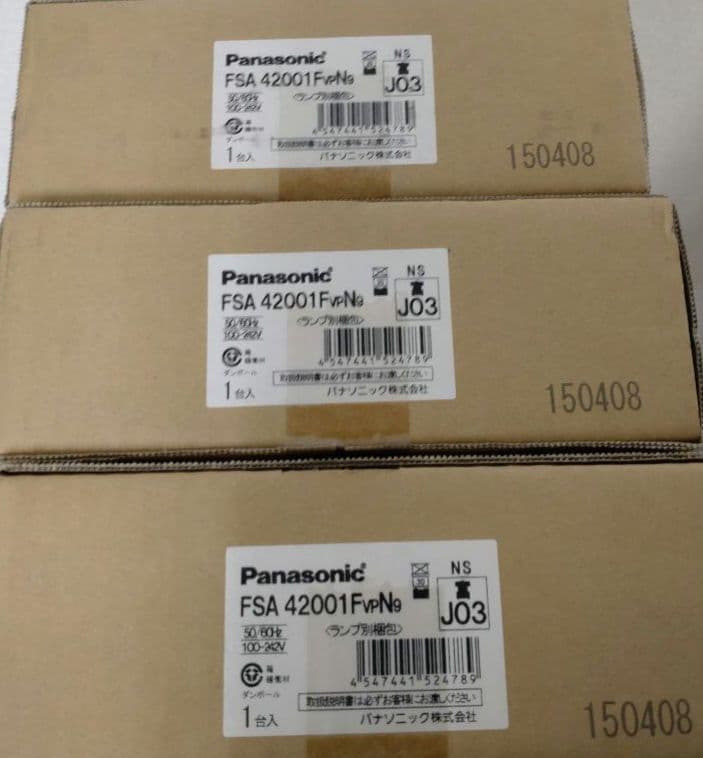 Panasonic
FSA 42001FVPN9
NS
J03
50/60Hz
100-242V
〈ランプ別梱包〉
4 547441 524789
ダンボール
取扱説明書は必ずお客様にお渡しください
1台入
パナソニック株式会社
150408
Panasonic
FSA 42001FVPN9
NS
J03
50/60Hz
100-242V
〈ランプ別梱包〉
4 547441 524789
ダンボール
取扱説明書は必ずお客様にお渡しください
1台入
パナソニック株式会社
150408
Panasonic
FSA 42001FVPN9
NS
J03
50/60Hz
100-242V
〈ランプ別梱包〉
箱
緩衝材
4 547441 524789
ダンボール
取扱説明書は必ずお客様にお渡しください
1台入
パナソニック株式会社
150408